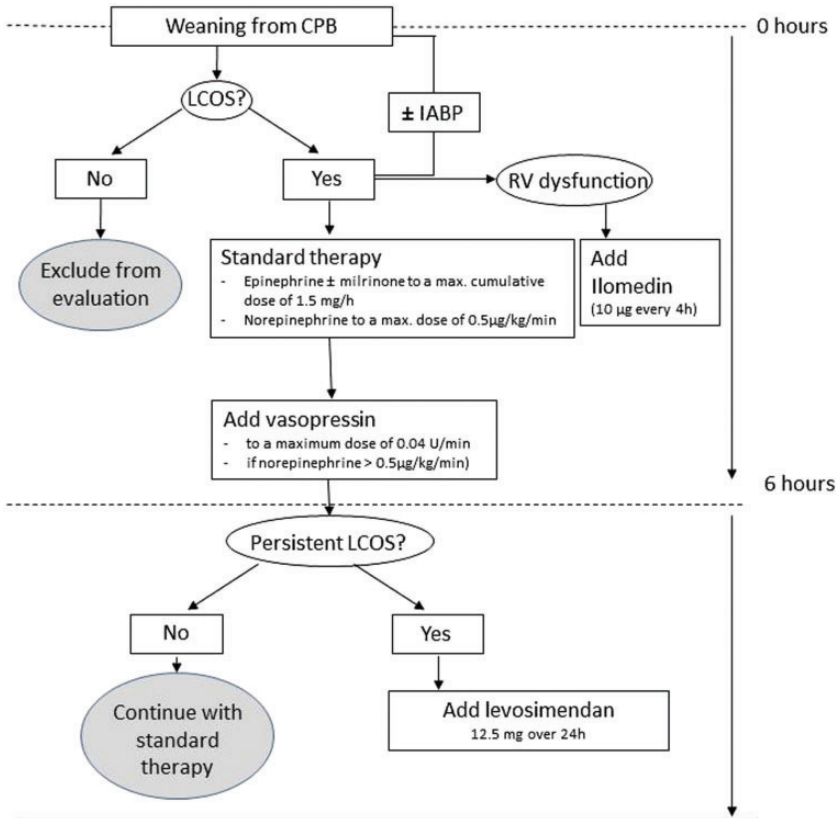 Weaning from CPB
0 hours
LCOS?
± IABP
No
Yes
RV dysfunction
Exclude from
evaluation
Standard therapy
- Epinephrine ± milrinone to a max. cumulative
dose of 1.5 mg/h
- Norepinephrine to a max. dose of 0.5µg/kg/min
Add
Ilomedin
(10 µg every 4h)
Add vasopressin
- to a maximum dose of 0.04 U/min
- if norepinephrine > 0.5µg/kg/min)
6 hours
Persistent LCOS?
No
Yes
Continue with
standard
therapy
Add levosimendan
12.5 mg over 24h